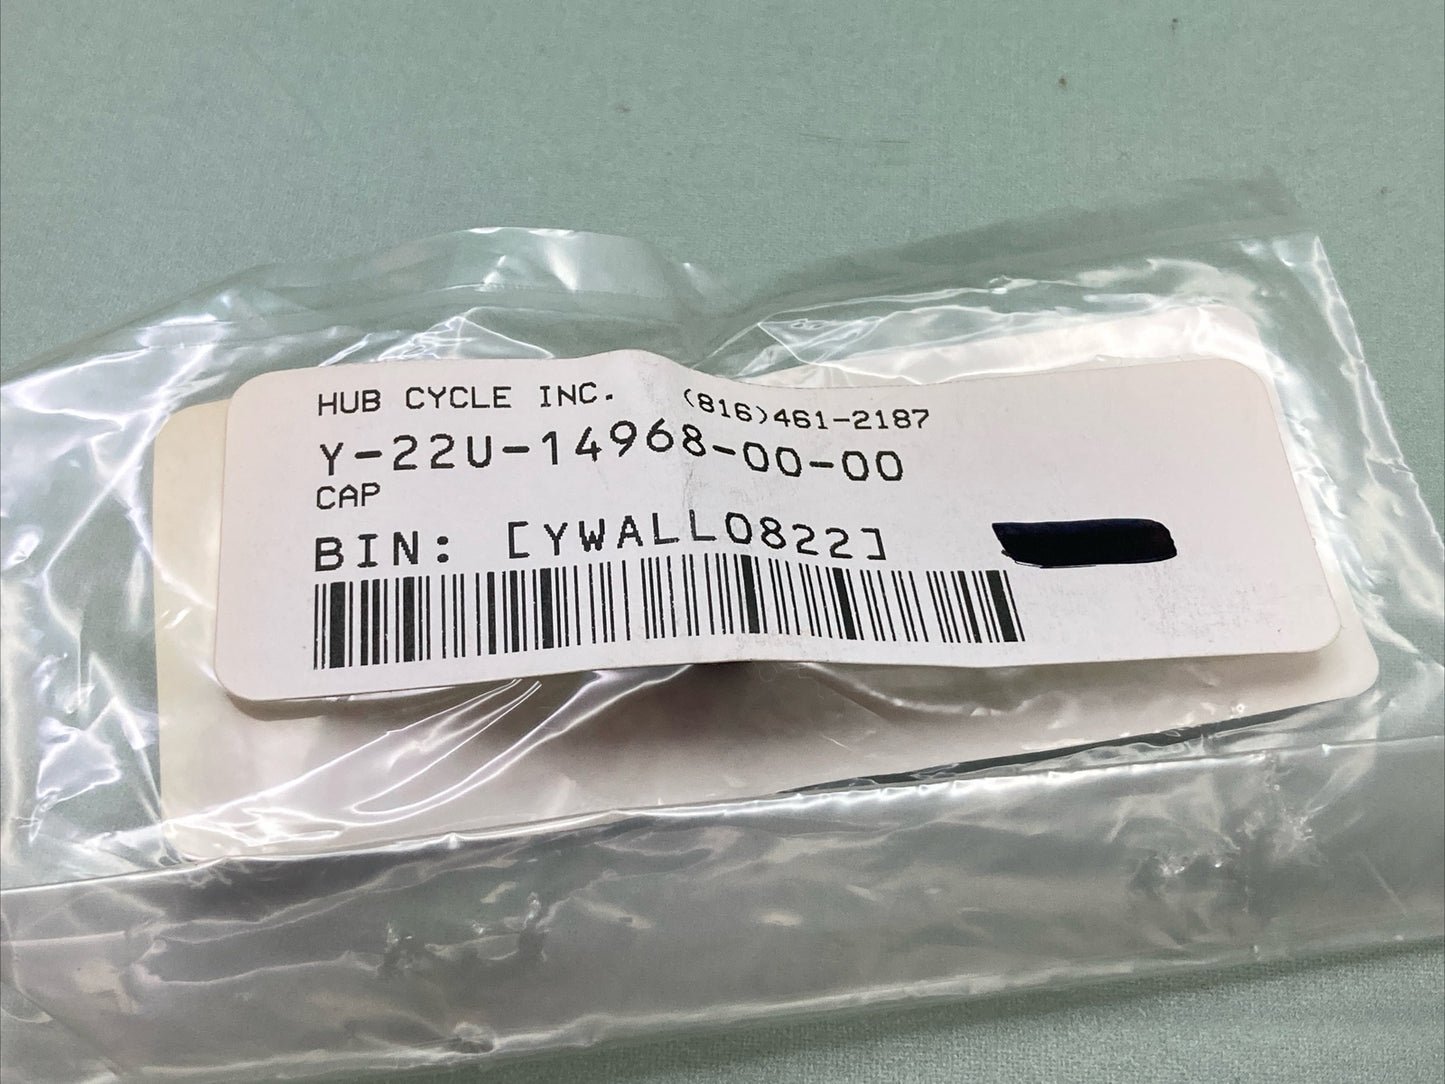 HUB CYCLE INC. (816)461-2187
Y-22U-14968-00-00
CAP
BIN: [YWALL0822]